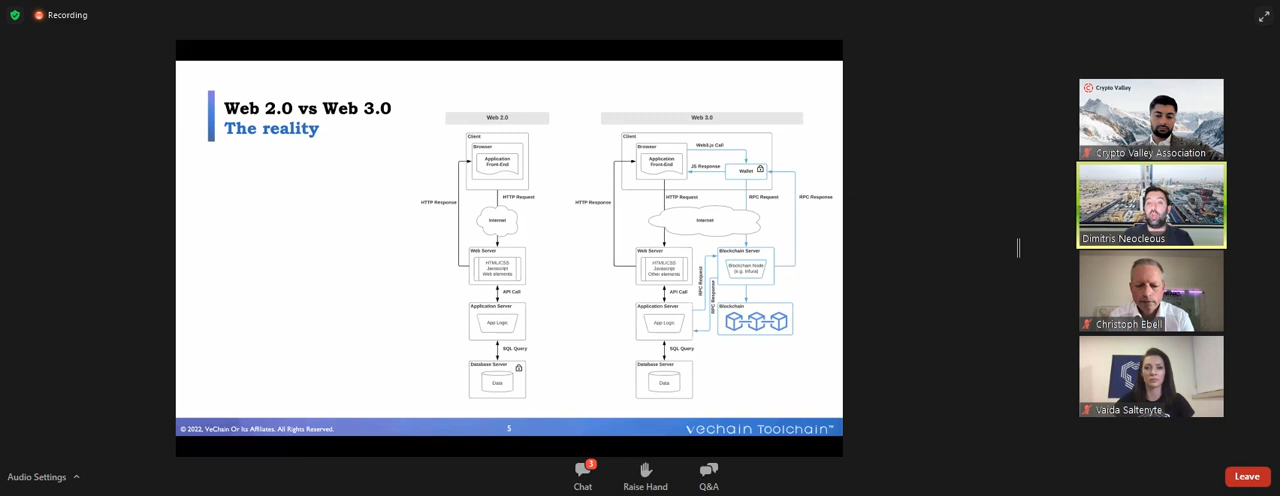 Recording
Web 2.0 vs Web 3.0
The reality
Web 2.0
Client
Browser
Application
Front-End
HTTP Request
HTTP Response
Internet
Web Server
HTML/CSS
Javascript
Web elements
API Call
Application Server
App Logic
SQL Query
Database Server
Data
Web 3.0
Client
Browser
Application
Front-End
Web3.js Call
JS Response
Wallet
HTTP Request
RPC Request
HTTP Response
RPC Response
Internet
Web Server
HTML/CSS
Javascript
Other elements
Blockchain Server
Blockchain Node
(e.g. Infura)
RPC Request
RPC Response
API Call
Application Server
App Logic
Blockchain
SQL Query
Database Server
Data
© 2022, VeChain Or Its Affiliates. All Rights Reserved.
5
vechain Toolchain™
Crypto Valley
Crypto Valley Association
Dimitris Neocleous
Christoph Ebell
Vaida Saltenyte
Audio Settings
3
Chat
Raise Hand
Q&A
Leave